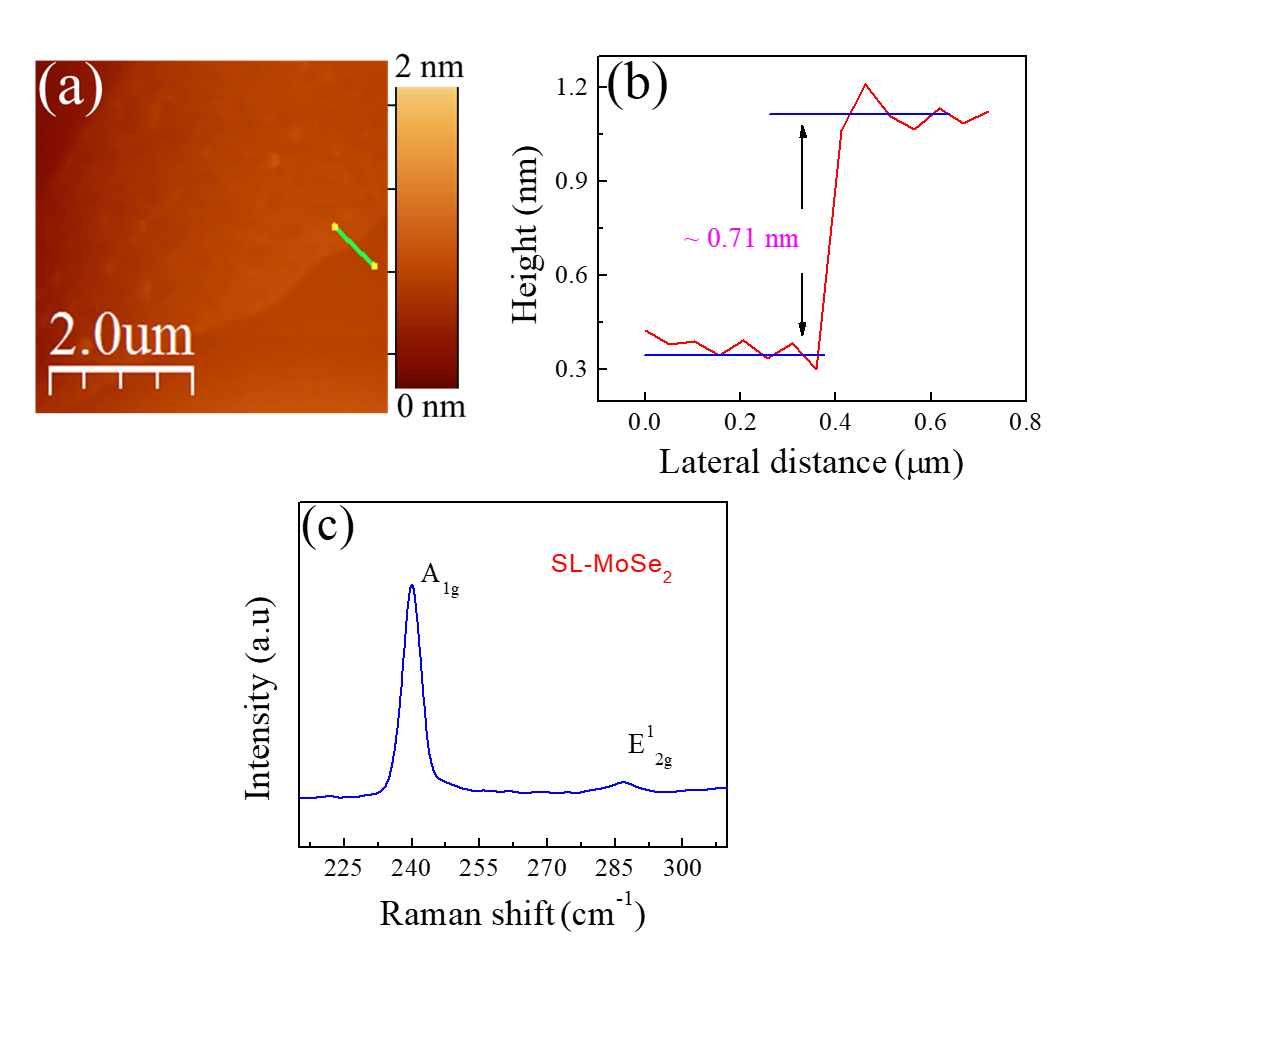 (a)
2 nm
2.0um
0 nm
(b)
Height (nm)
1.2
0.9
0.6
0.3
~ 0.71 nm
0.0 0.2 0.4 0.6 0.8
Lateral distance (μm)
(c)
SL-MoSe2
A1g
E12g
Intensity (a.u)
225 240 255 270 285 300
Raman shift (cm-1)